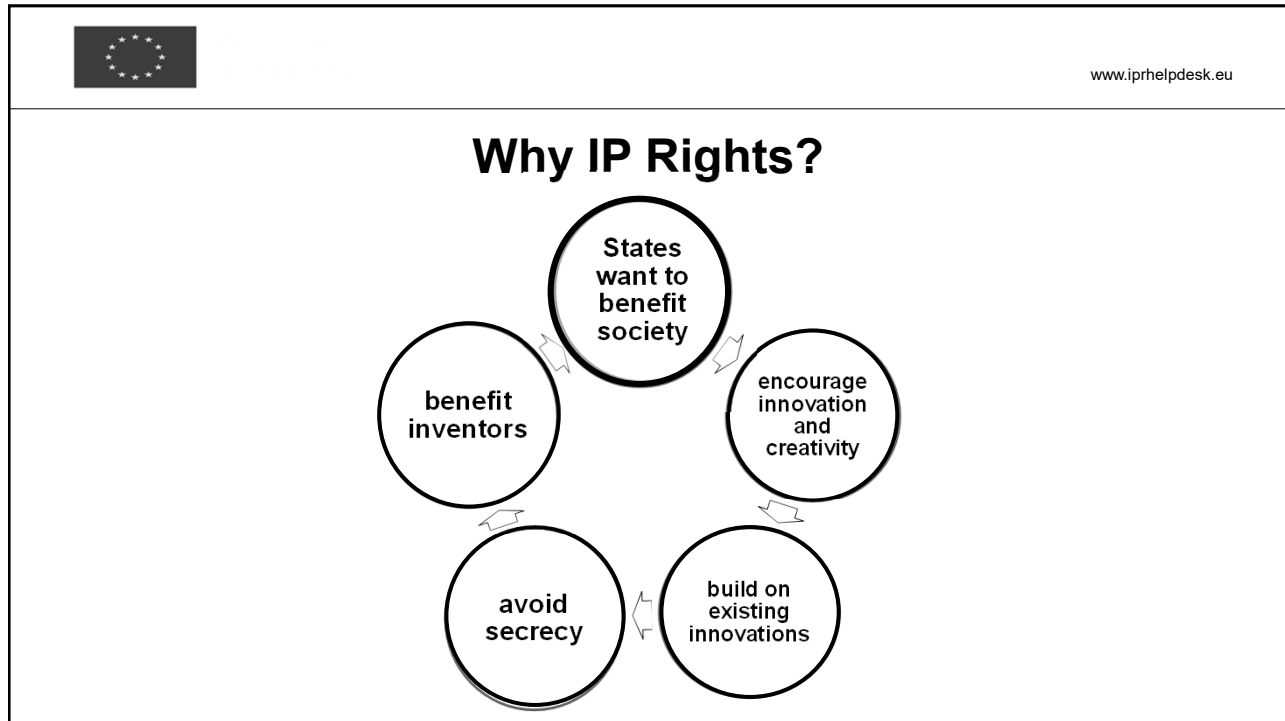 www.iprhelpdesk.eu
Why IP Rights?
States
want to
benefit
society
encourage
innovation
and
creativity
build on
existing
innovations
avoid
secrecy
benefit
inventors